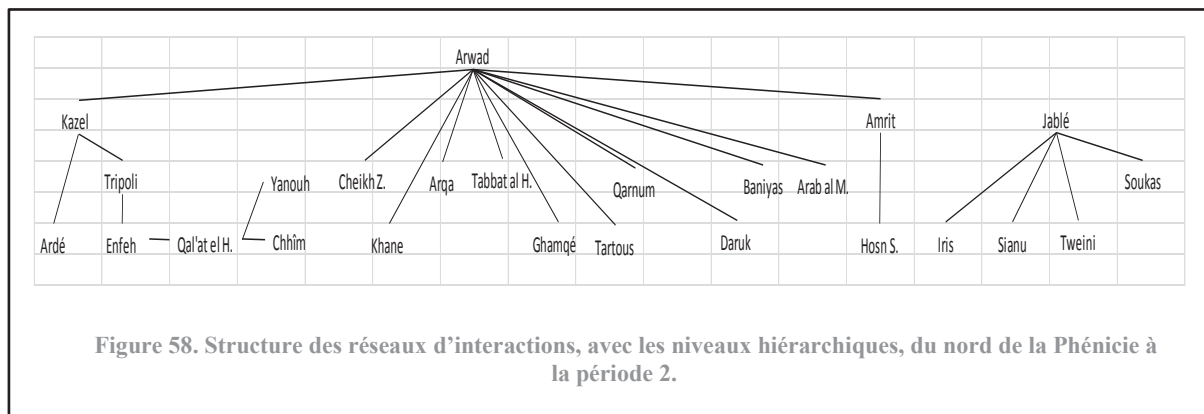 Arwad
Kazel
Amrit
Jablé
Tripoli
Yanouh
Cheikh Z.
Arqa
Tabbat al H.
Qarnum
Baniyas
Arab al M.
Soukas
Ardé
Enfeh
Qal'at el H.
Chhîm
Khane
Ghamqé
Tartous
Daruk
Hosn S.
Iris
Sianu
Tweini
Figure 58. Structure des réseaux d’interactions, avec les niveaux hiérarchiques, du nord de la Phénicie à
la période 2.